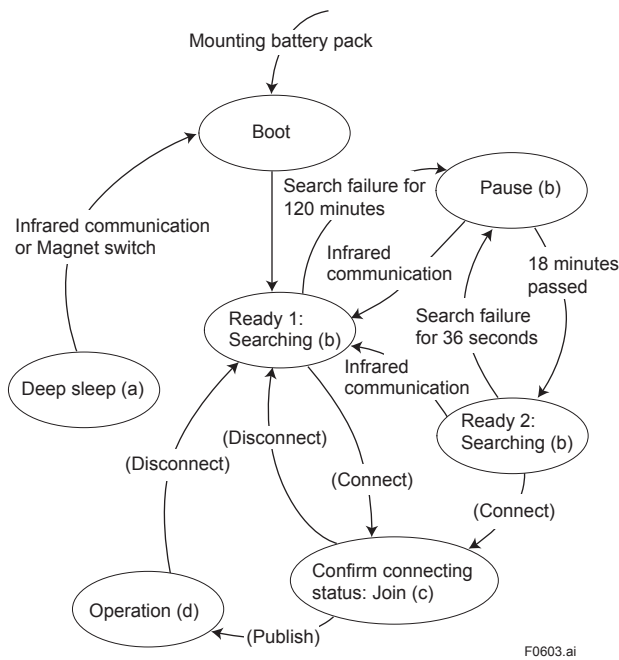 Mounting battery pack
Boot
Search failure for
120 minutes
Pause (b)
Infrared communication
or Magnet switch
Infrared
communication
18 minutes
passed
Ready 1:
Searching (b)
Search failure
for 36 seconds
Deep sleep (a)
Infrared
communication
Ready 2:
Searching (b)
(Disconnect)
(Disconnect)
(Connect)
(Connect)
Confirm connecting
status: Join (c)
Operation (d)
(Publish)
F0603.ai